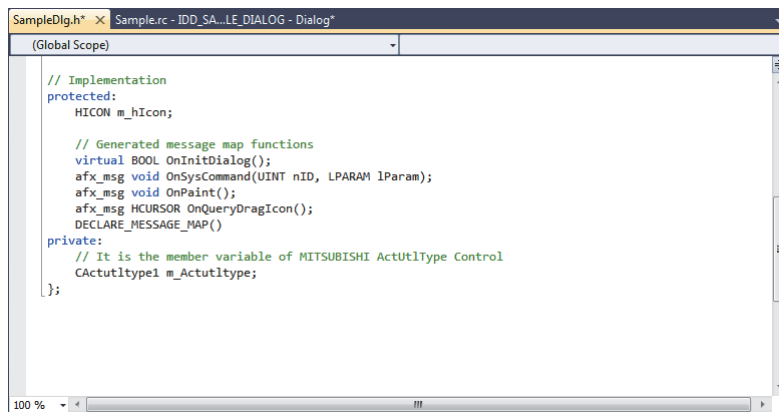 SampleDlg.h* Sample.rc - IDD_SA...LE_DIALOG - Dialog*
(Global Scope)
// Implementation
protected:
HICON m_hIcon;
// Generated message map functions
virtual BOOL OnInitDialog();
afx_msg void OnSysCommand(UINT nID, LPARAM lParam);
afx_msg void OnPaint();
afx_msg HCURSOR OnQueryDragIcon();
DECLARE_MESSAGE_MAP()
private:
// It is the member variable of MITSUBISHI ActUtlType Control
CActutltype1 m_Actutltype;
};
100 %